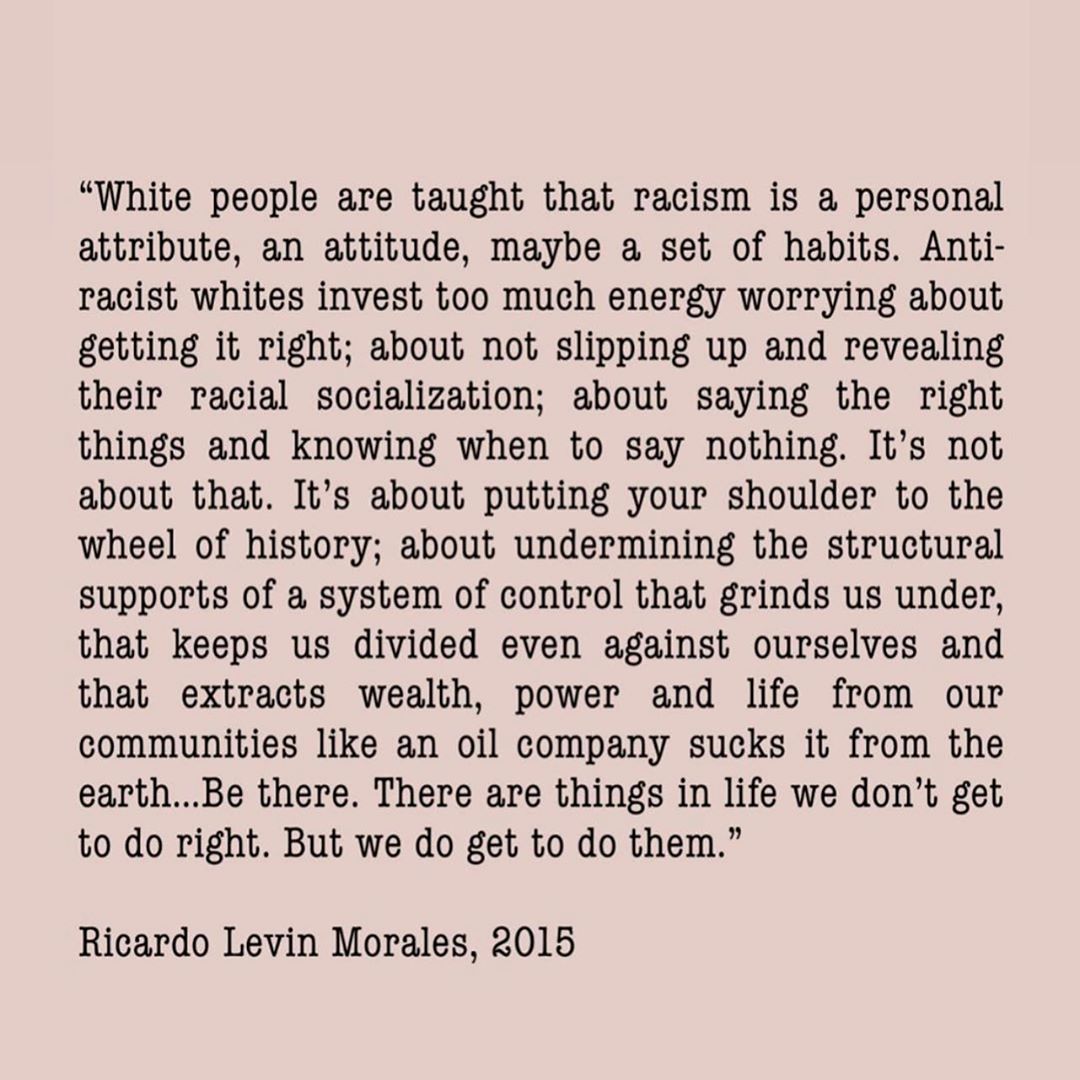 “White people are taught that racism is a personal
attribute, an attitude, maybe a set of habits. Anti-
racist whites invest too much energy worrying about
getting it right; about not slipping up and revealing
their racial socialization; about saying the right
things and knowing when to say nothing. It’s not
about that. It’s about putting your shoulder to the
wheel of history; about undermining the structural
supports of a system of control that grinds us under,
that keeps us divided even against ourselves and
that extracts wealth, power and life from our
communities like an oil company sucks it from the
earth...Be there. There are things in life we don’t get
to do right. But we do get to do them.”
Ricardo Levin Morales, 2015